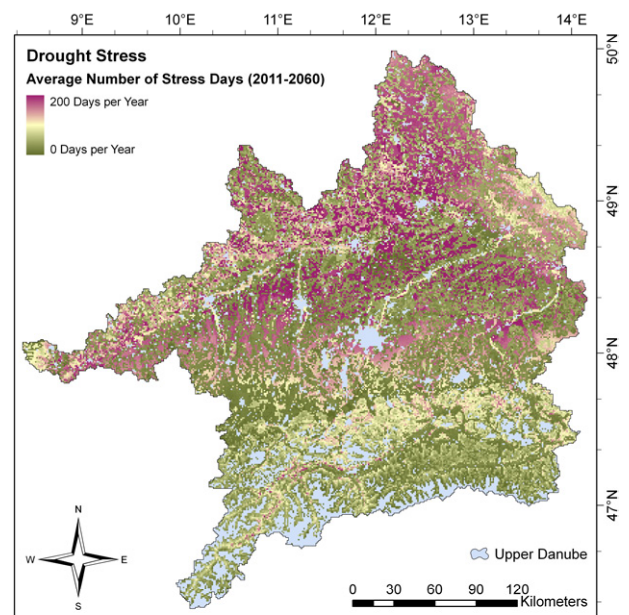 9°E 10°E 11°E 12°E 13°E 14°E
Drought Stress
Average Number of Stress Days (2011-2060)
200 Days per Year
0 Days per Year
50°N
49°N
48°N
47°N
N
W E
S
Upper Danube
0 30 60 90 120
Kilometers